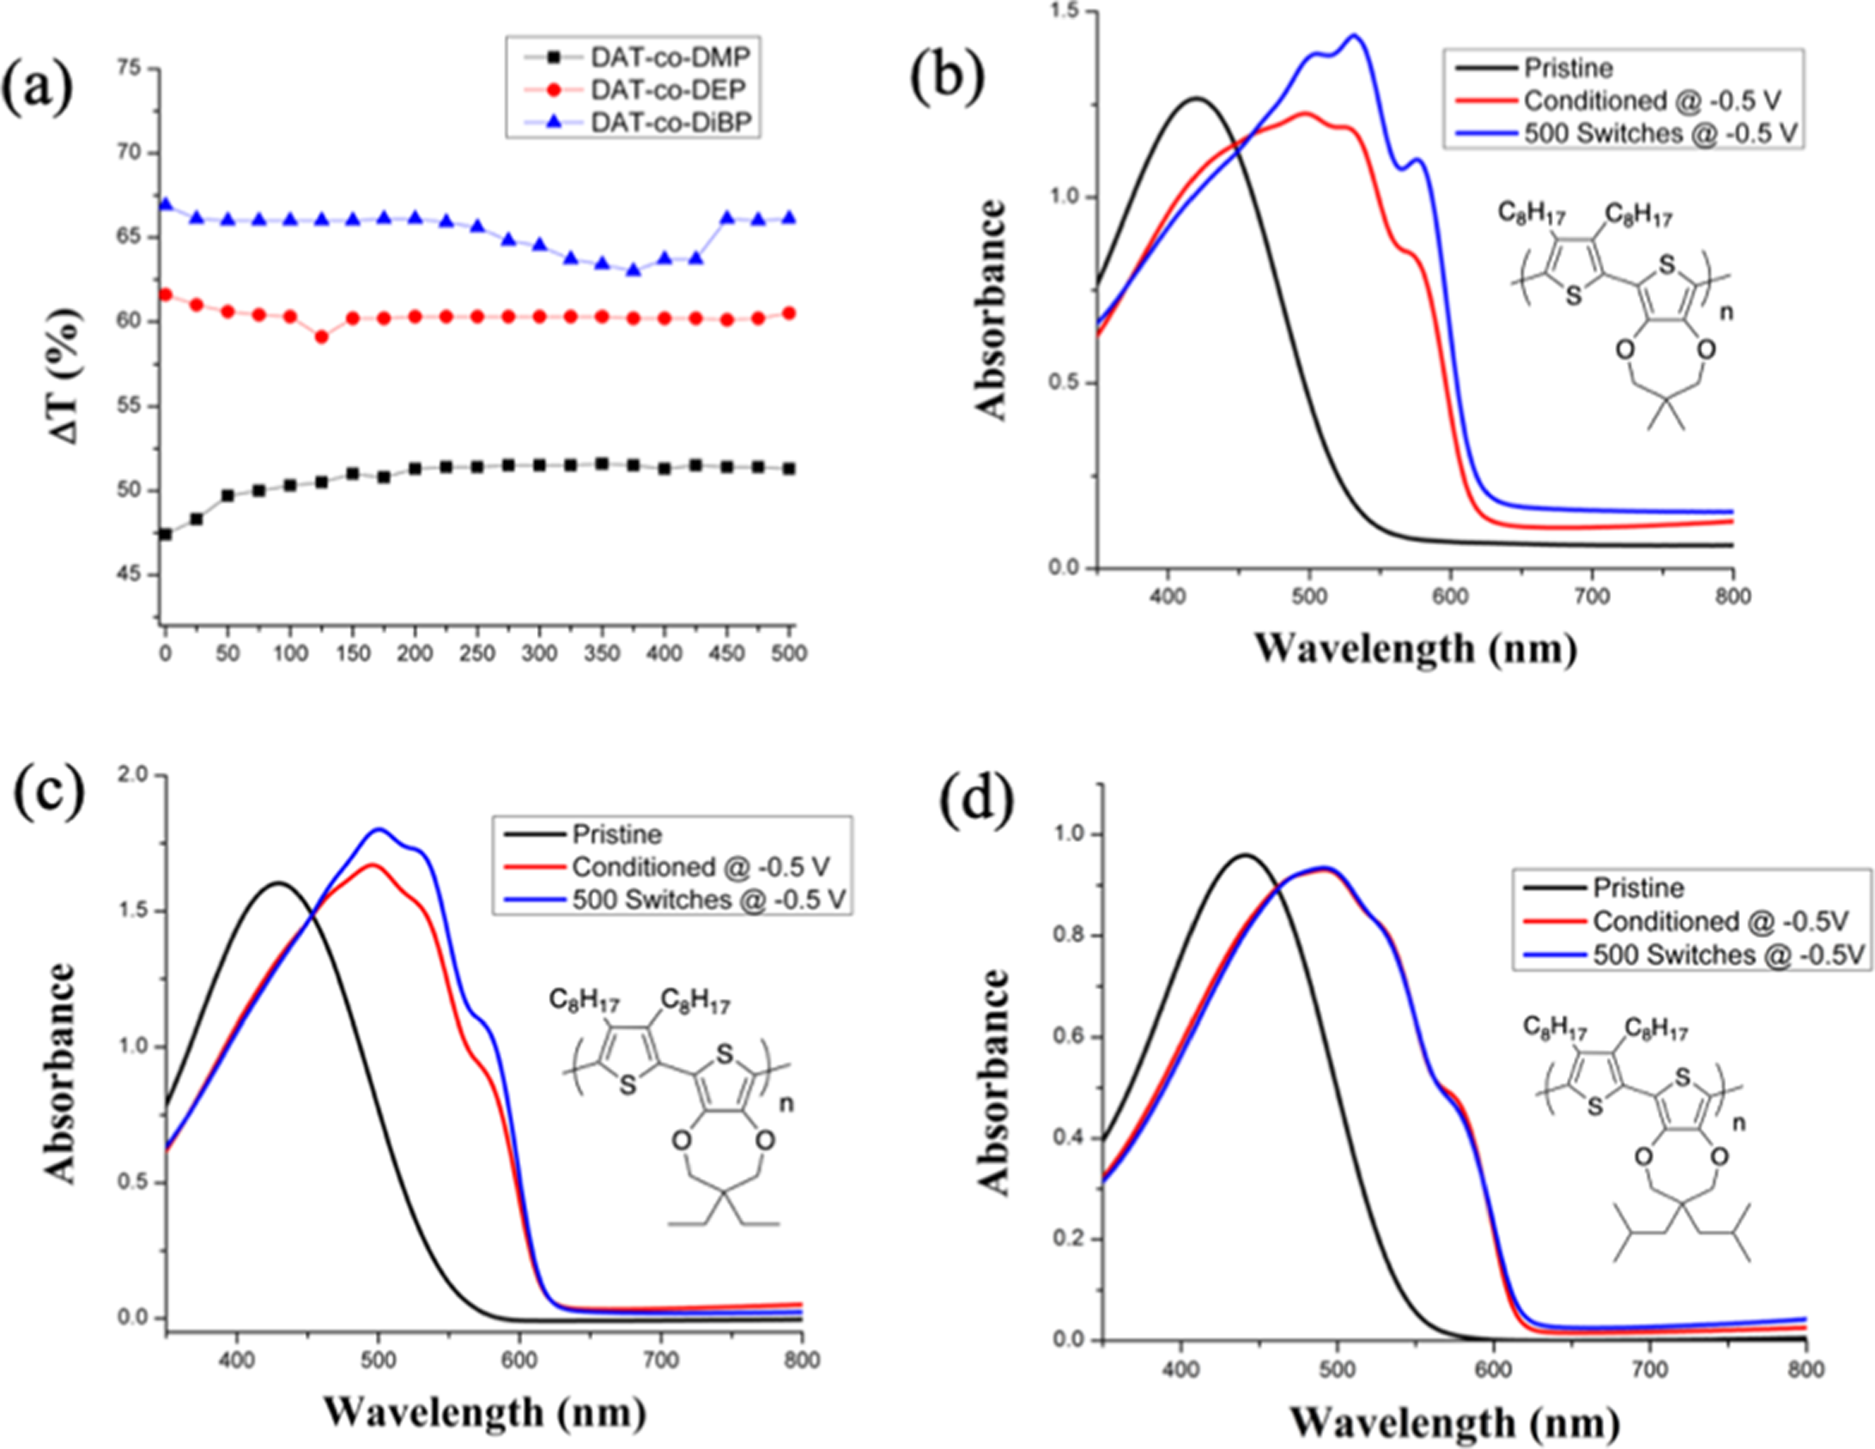 (a)
DAT-co-DMP
DAT-co-DEP
DAT-co-DiBP
75
70
65
60
55
50
45
ΔT (%)
0 50 100 150 200 250 300 350 400 450 500
(b)
Pristine
Conditioned @ -0.5 V
500 Switches @ -0.5 V
1.5
1.0
0.5
0.0
Absorbance
C8H17 C8H17
S
S
n
O O
400 500 600 700 800
Wavelength (nm)
(c)
Pristine
Conditioned @ -0.5 V
500 Switches @ -0.5 V
2.0
1.5
1.0
0.5
0.0
Absorbance
C8H17 C8H17
S
S
n
O O
400 500 600 700 800
Wavelength (nm)
(d)
Pristine
Conditioned @ -0.5V
500 Switches @ -0.5V
1.0
0.8
0.6
0.4
0.2
0.0
Absorbance
C8H17 C8H17
S
S
n
O O
400 500 600 700 800
Wavelength (nm)